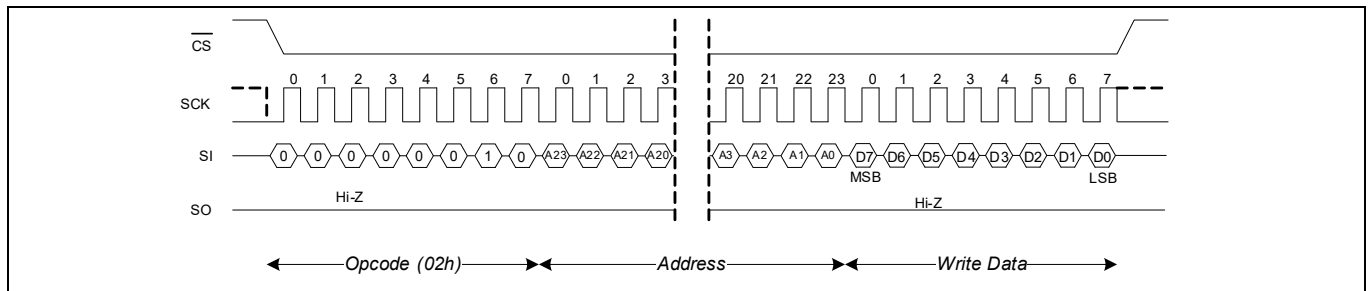 CS
0 1 2 3 4 5 6 7 0 1 2 3 20 21 22 23 0 1 2 3 4 5 6 7
SCK
SI 0 0 0 0 0 0 1 0 A23 A22 A21 A20 A3 A2 A1 A0 D7 D6 D5 D4 D3 D2 D1 D0
MSB LSB
Hi-Z Hi-Z
SO
Opcode (02h) Address Write Data